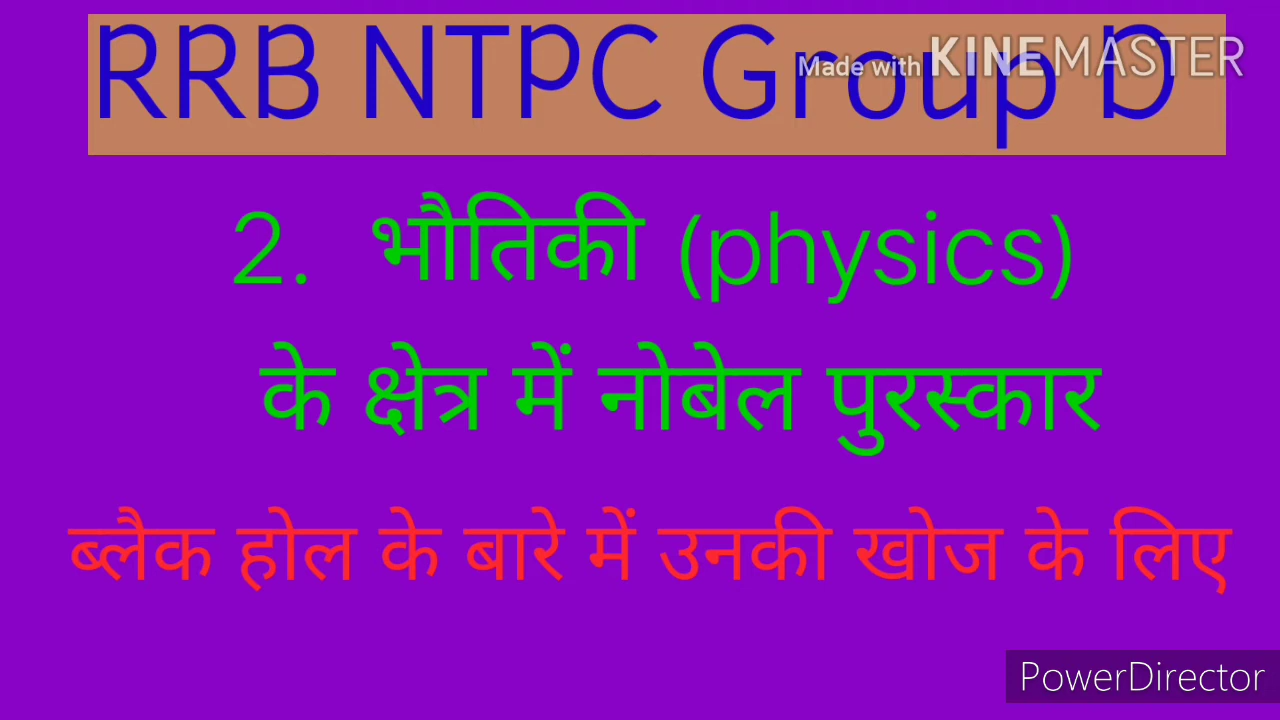 RRB NTPC Group D
Made with KINEMASTER
2. भौतिकी (physics)
के क्षेत्र में नोबेल पुरस्कार
ब्लैक होल के बारे में उनकी खोज के लिए
PowerDirector